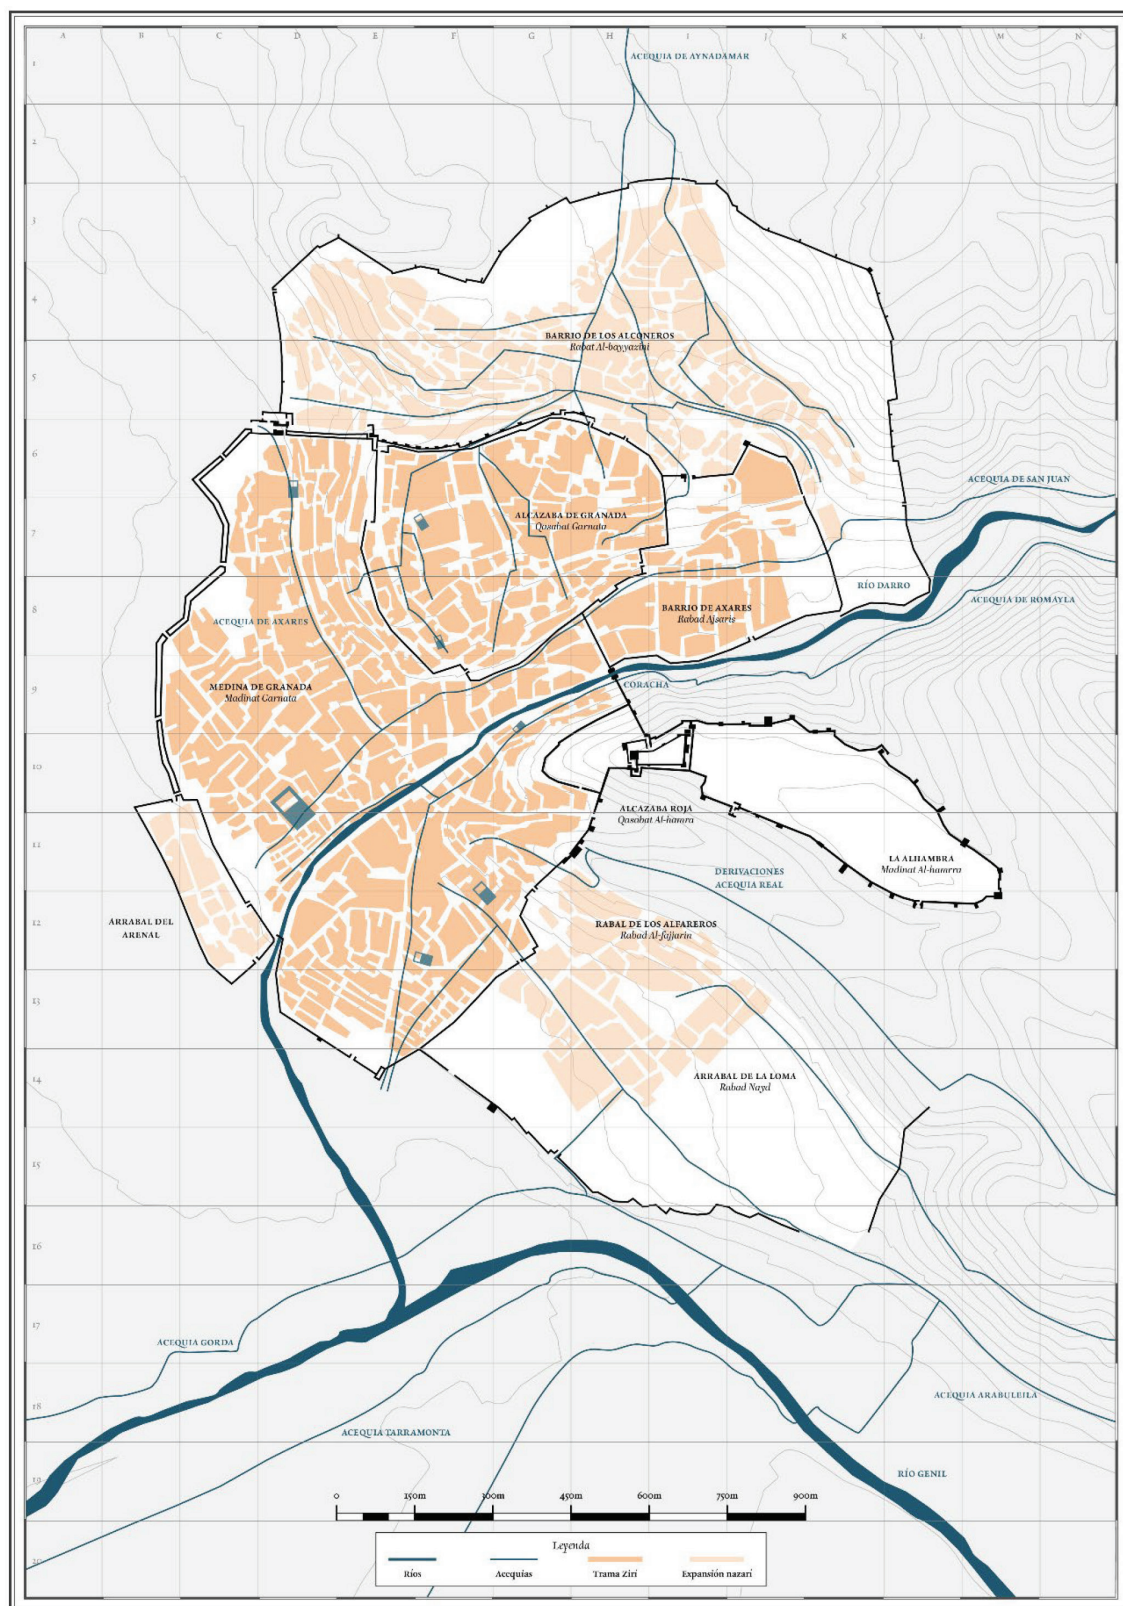 A B C D E F G H I J K L M N
1
ACEQUIA DE AYNADAMAR
2
3
4
BARRIO DE LOS ALCONEROS
Rabat Al-bayyazini
5
6
ACEQUIA DE SAN JUAN
ALCAZABA DE GRANADA
Qasabat Garnata
7
RÍO DARRO
ACEQUIA DE ROMAYLA
8
BARRIO DE AXARES
Rabad Ajsaris
ACEQUIA DE AXARES
9
MEDINA DE GRANADA
Madinat Garnata
CORACHA
10
ALCAZABA ROJA
Qasabat Al-hamra
11
LA ALHAMBRA
Madinat Al-hamrra
DERIVACIONES
ACEQUIA REAL
12
ARRABAL DEL
ARENAL
RABAL DE LOS ALFAREROS
Rabad Al-fajjarin
13
14
ARRABAL DE LA LOMA
Rabad Nayd
15
16
17
ACEQUIA GORDA
18
ACEQUIA ARABULEILA
ACEQUIA TARRAMONTA
19
RÍO GENIL
0 150m 300m 450m 600m 750m 900m
20
Leyenda
Ríos Acequias Trama Zirí Expansión nazarí